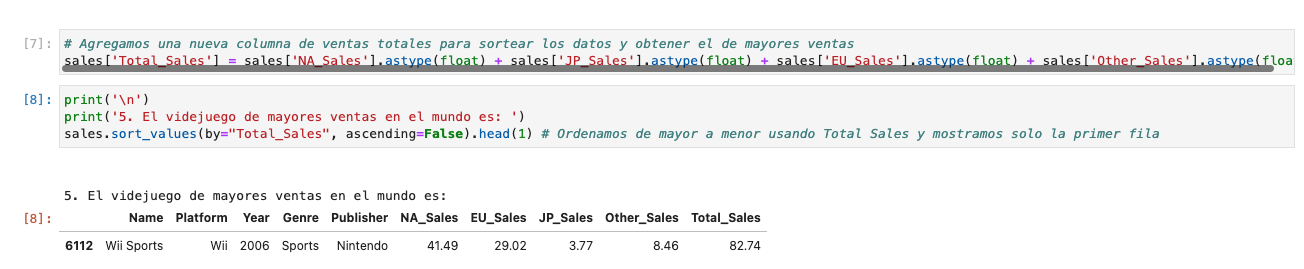 [7]: # Agregamos una nueva columna de ventas totales para sortear los datos y obtener el de mayores ventas
sales['Total_Sales'] = sales['NA_Sales'].astype(float) + sales['JP_Sales'].astype(float) + sales['EU_Sales'].astype(float) + sales['Other_Sales'].astype(floa
[8]: print('\n')
print('5. El videjuego de mayores ventas en el mundo es: ')
sales.sort_values(by="Total_Sales", ascending=False).head(1) # Ordenamos de mayor a menor usando Total Sales y mostramos solo la primer fila
5. El videjuego de mayores ventas en el mundo es:
[8]: Name Platform Year Genre Publisher NA_Sales EU_Sales JP_Sales Other_Sales Total_Sales
6112 Wii Sports Wii 2006 Sports Nintendo 41.49 29.02 3.77 8.46 82.74